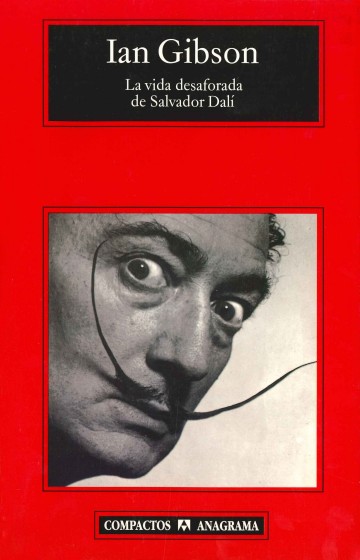 Ian Gibson
La vida desaforada
de Salvador Dalí
COMPACTOS ANAGRAMA